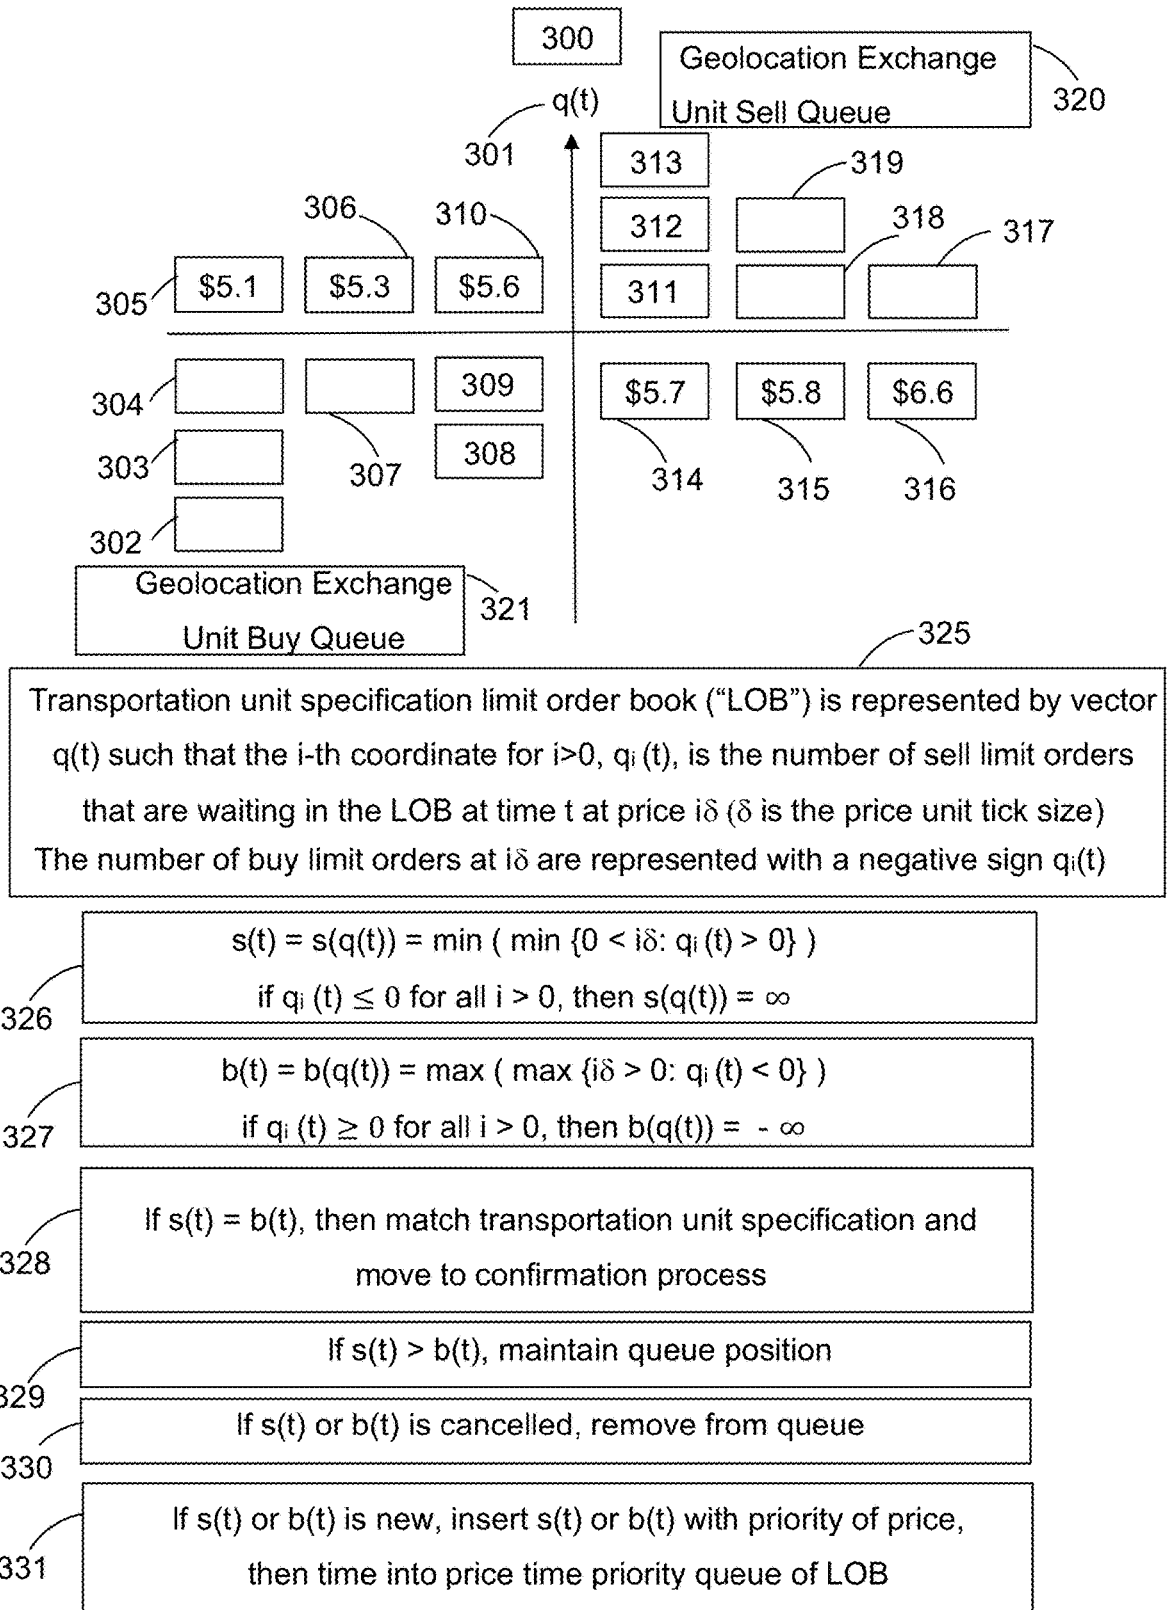 300
Geolocation Exchange
Unit Sell Queue
320
q(t)
301
313
319
306
310
312
318
317
305
$5.1
$5.3
$5.6
311
304
309
$5.7
$5.8
$6.6
303
307
308
314
315
316
302
Geolocation Exchange
Unit Buy Queue
321
325
Transportation unit specification limit order book (“LOB”) is represented by vector
q(t) such that the i-th coordinate for i>0, qᵢ (t), is the number of sell limit orders
that are waiting in the LOB at time t at price iδ (δ is the price unit tick size)
The number of buy limit orders at iδ are represented with a negative sign qᵢ(t)
s(t) = s(q(t)) = min ( min {0 < iδ: qᵢ (t) > 0} )
if qᵢ (t) ≤ 0 for all i > 0, then s(q(t)) = ∞
326
b(t) = b(q(t)) = max ( max {iδ > 0: qᵢ (t) < 0} )
if qᵢ (t) ≥ 0 for all i > 0, then b(q(t)) = - ∞
327
If s(t) = b(t), then match transportation unit specification and
move to confirmation process
328
If s(t) > b(t), maintain queue position
329
If s(t) or b(t) is cancelled, remove from queue
330
If s(t) or b(t) is new, insert s(t) or b(t) with priority of price,
then time into price time priority queue of LOB
331